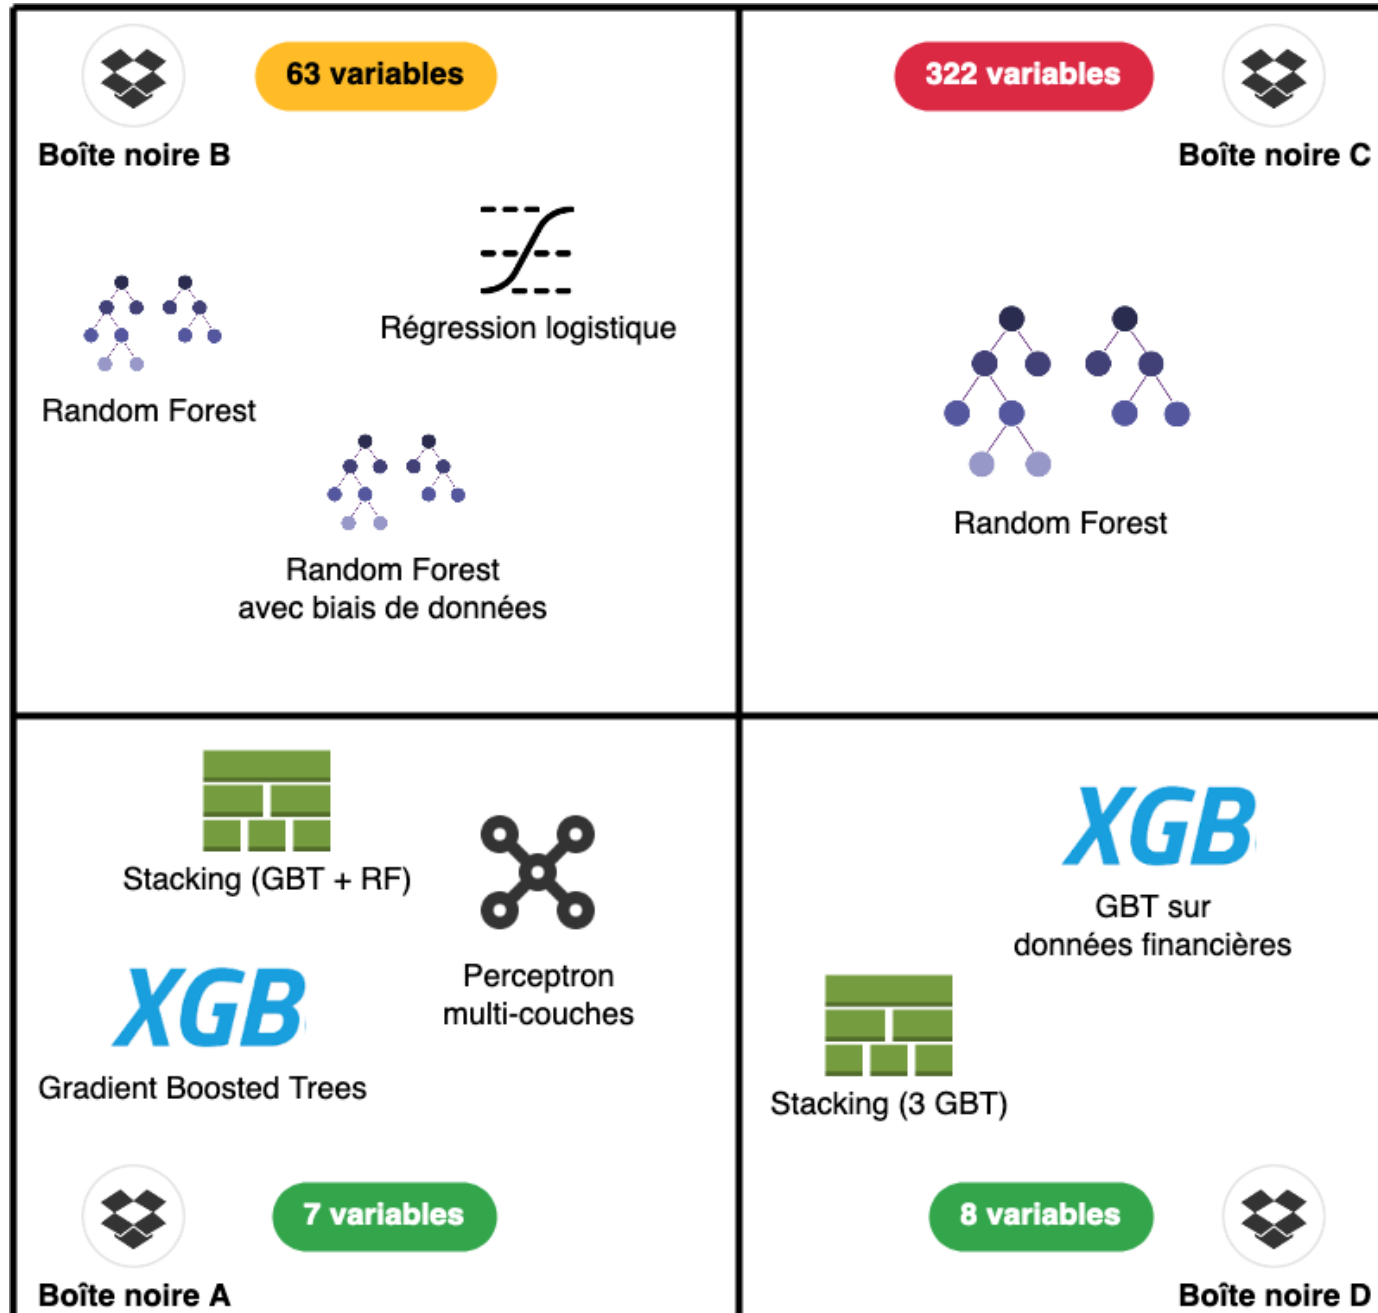 63 variables
Boîte noire B
Régression logistique
Random Forest
Random Forest
avec biais de données
322 variables
Boîte noire C
Random Forest
Stacking (GBT + RF)
Perceptron
multi-couches
XGB
Gradient Boosted Trees
7 variables
Boîte noire A
XGB
GBT sur
données financières
Stacking (3 GBT)
8 variables
Boîte noire D